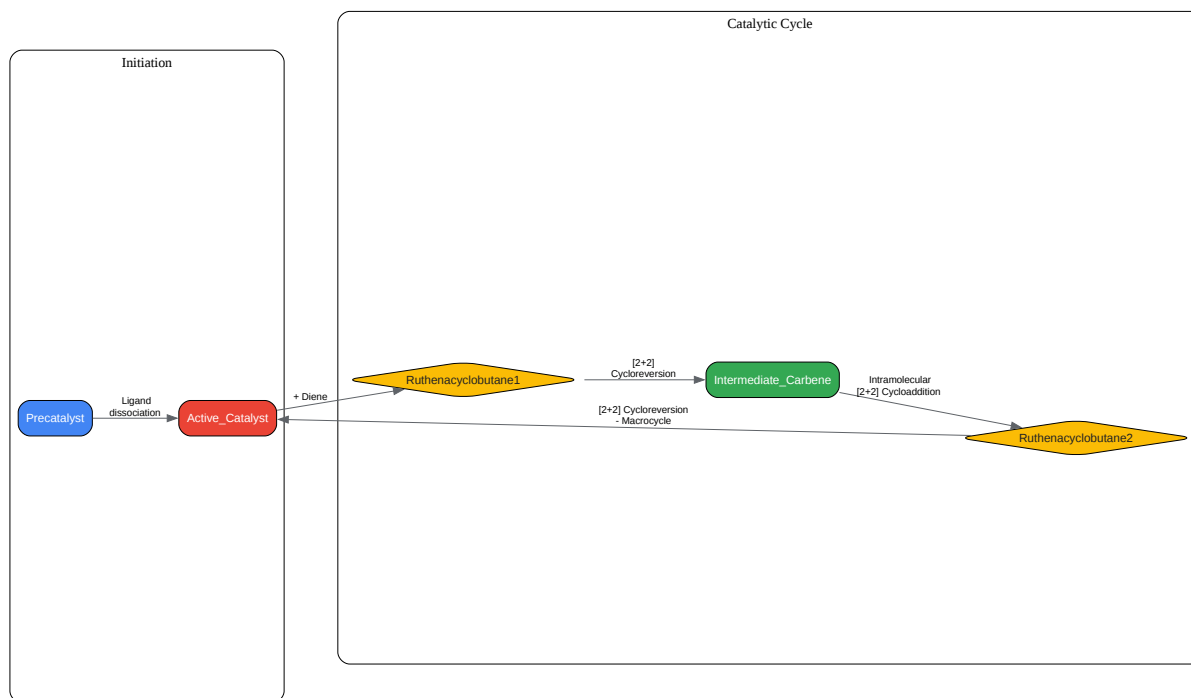 Catalytic Cycle
Initiation
Precatalyst
Ligand
dissociation
Active_Catalyst
+ Diene
Ruthenacyclobutane1
[2+2]
Cycloreversion
Intermediate_Carbene
Intramolecular
[2+2] Cycloaddition
Ruthenacyclobutane2
[2+2] Cycloreversion
- Macrocycle